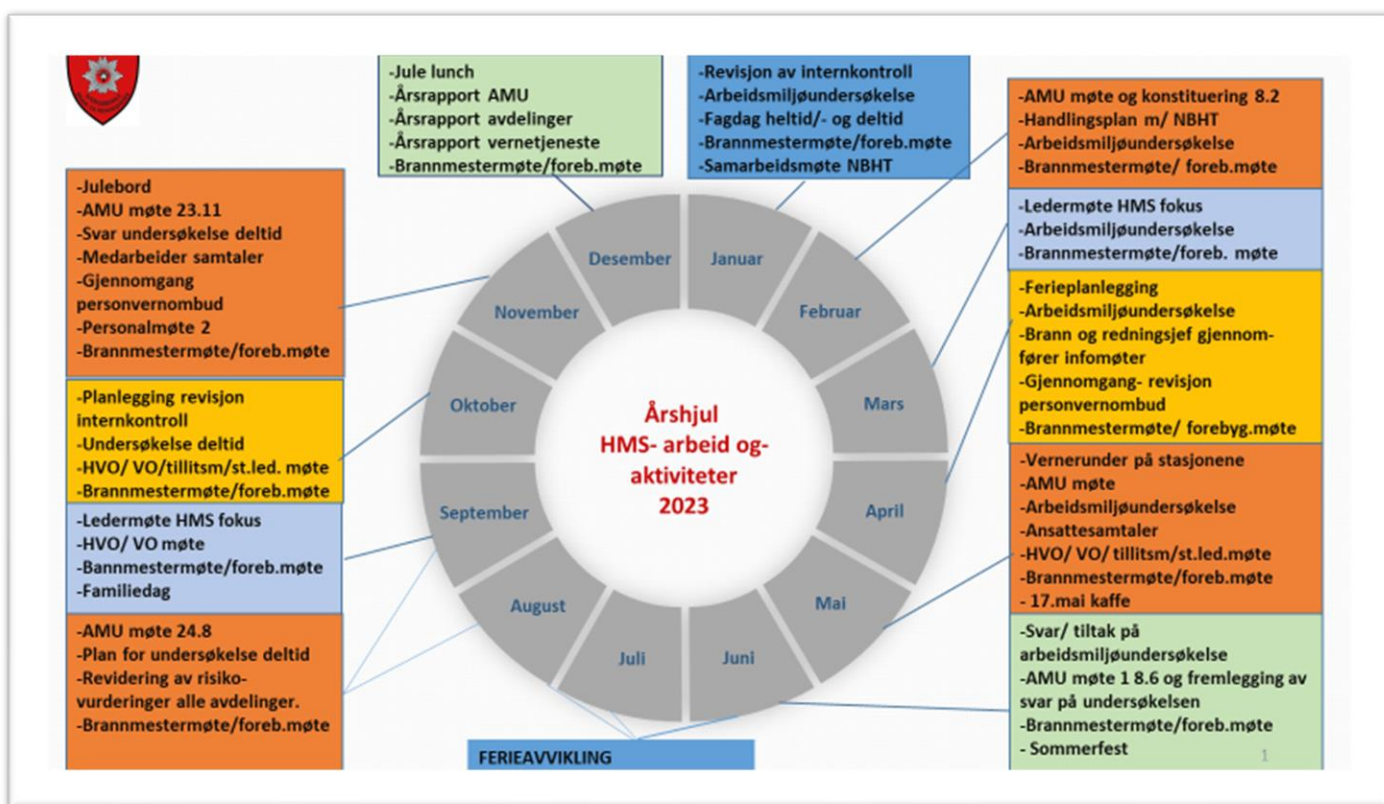 -Jule lunch
-Årsrapport AMU
-Årsrapport avdelinger
-Årsrapport vernetjeneste
-Brannmestermøte/foreb.møte
-Revisjon av internkontroll
-Arbeidsmiljøundersøkelse
-Fagdag heltid/- og deltid
-Brannmestermøte/foreb.møte
-Samarbeidsmøte NBHT
-AMU møte og konstituering 8.2
-Handlingsplan m/ NBHT
-Arbeidsmiljøundersøkelse
-Brannmestermøte/ foreb.møte
-Ledermøte HMS fokus
-Arbeidsmiljøundersøkelse
-Brannmestermøte/foreb. møte
-Ferieplanlegging
-Arbeidsmiljøundersøkelse
-Brann og redningsjef gjennom-
fører infomøter
-Gjennomgang- revisjon
personvernombud
-Brannmestermøte/ forebyg.møte
-Vernerunder på stasjonene
-AMU møte
-Arbeidsmiljøundersøkelse
-Ansattesamtaler
-HVO/ VO/ tillitsm/st.led.møte
-Brannmestermøte/foreb.møte
- 17.mai kaffe
-Svar/ tiltak på
arbeidsmiljøundersøkelse
-AMU møte 1 8.6 og fremlegging av
svar på undersøkelsen
-Brannmestermøte/foreb.møte
- Sommerfest
1
FERIEAVVIKLING
-AMU møte 24.8
-Plan for undersøkelse deltid
-Revidering av risiko-
vurderinger alle avdelinger.
-Brannmestermøte/foreb.møte
-Ledermøte HMS fokus
-HVO/ VO møte
-Bannmestermøte/foreb.møte
-Familiedag
-Planlegging revisjon
internkontroll
-Undersøkelse deltid
-HVO/ VO/tillitsm/st.led. møte
-Brannmestermøte/foreb.møte
-Julebord
-AMU møte 23.11
-Svar undersøkelse deltid
-Medarbeider samtaler
-Gjennomgang
personvernombud
-Personalmøte 2
-Brannmestermøte/foreb.møte
Januar
Februar
Mars
April
Mai
Juni
Juli
August
September
Oktober
November
Desember
Årshjul
HMS- arbeid og-
aktiviteter
2023